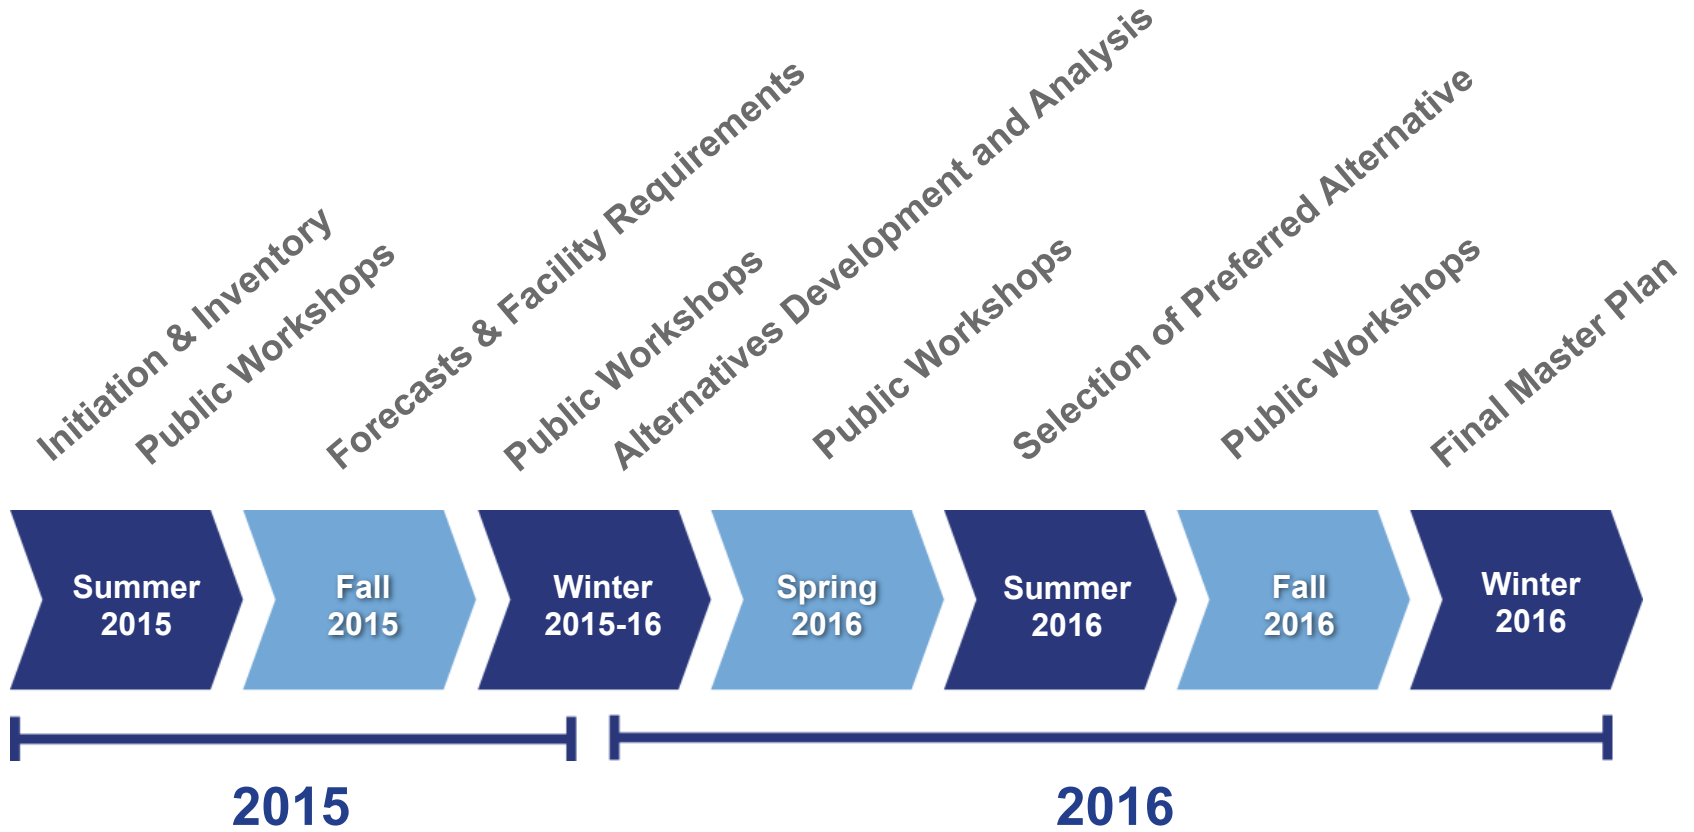 Initiation & Inventory
Public Workshops
Forecasts & Facility Requirements
Public Workshops
Alternatives Development and Analysis
Public Workshops
Selection of Preferred Alternative
Public Workshops
Final Master Plan
Summer
2015
Fall
2015
Winter
2015-16
Spring
2016
Summer
2016
Fall
2016
Winter
2016
2015
2016